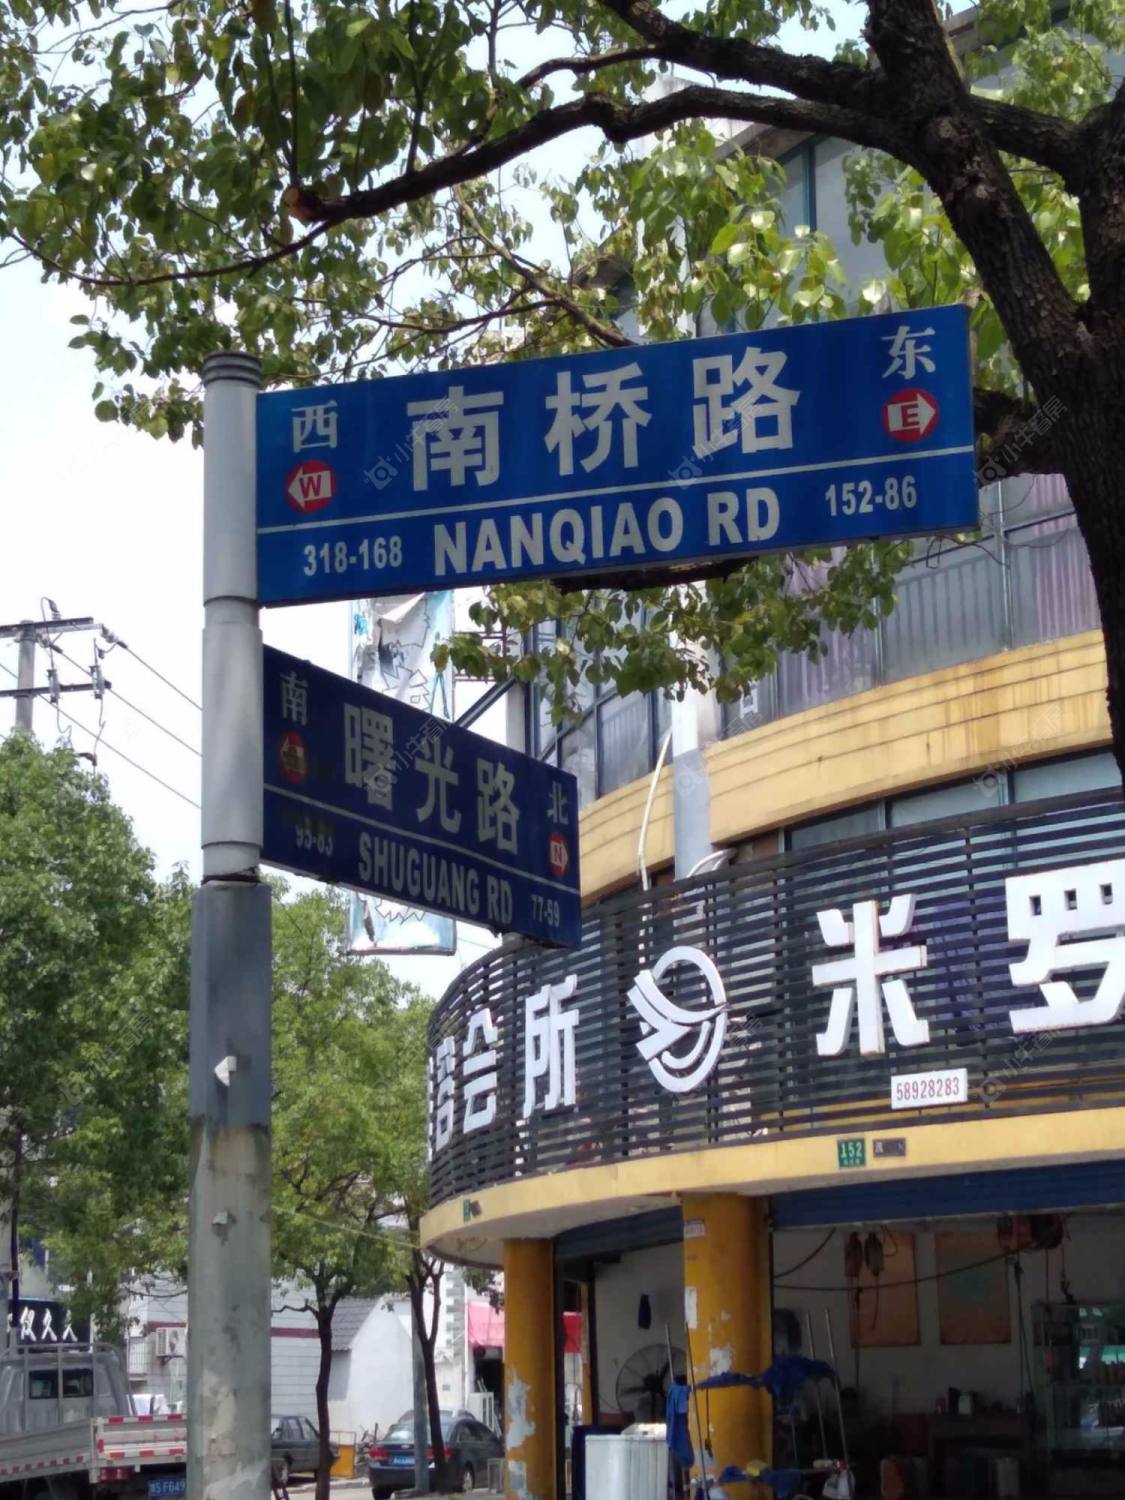 西 南桥路 东
W E
318-168 NANQIAO RD 152-86
南 曙光路 北
N
SHUGUANG RD 77-59
会所 米罗
58928283
152